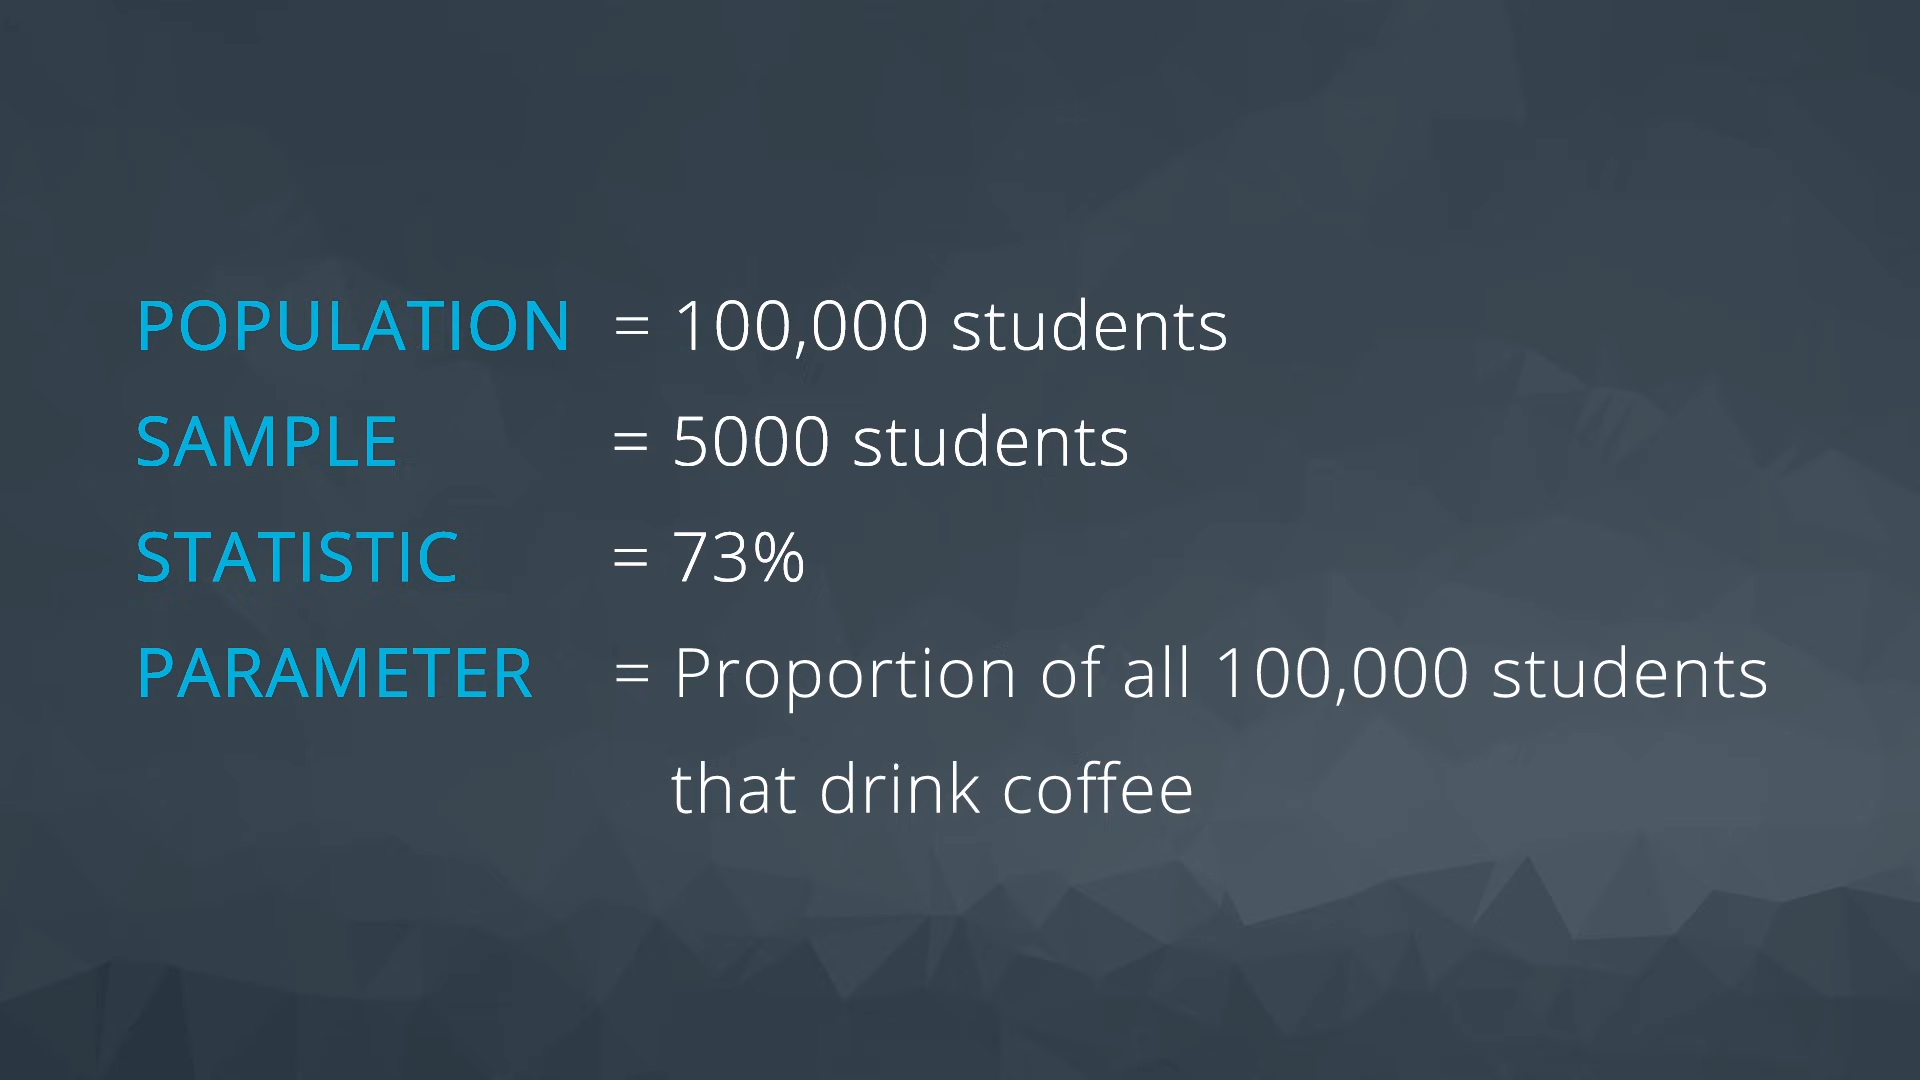 POPULATION = 100,000 students
SAMPLE = 5000 students
STATISTIC = 73%
PARAMETER = Proportion of all 100,000 students
that drink coffee